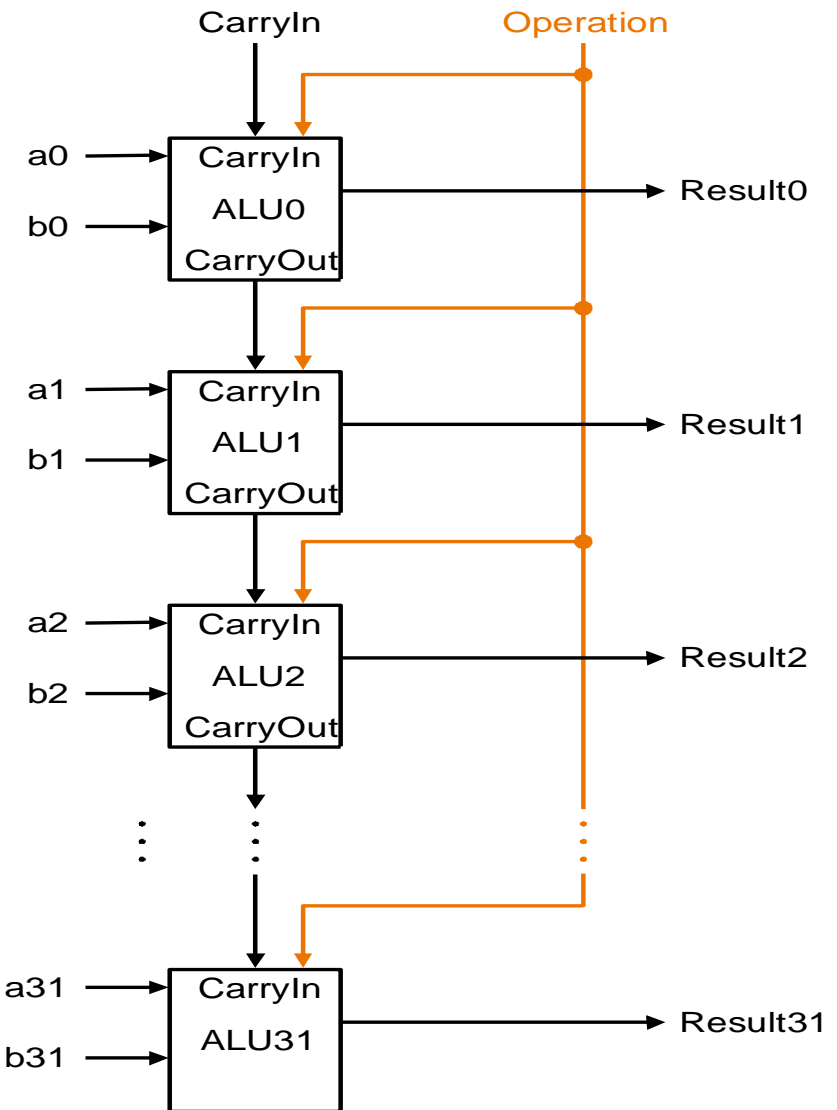 CarryIn Operation
a0 CarryIn
Result0
ALU0
b0
CarryOut
a1 CarryIn
Result1
ALU1
b1
CarryOut
a2 CarryIn
Result2
ALU2
b2
CarryOut
a31 CarryIn
Result31
ALU31
b31